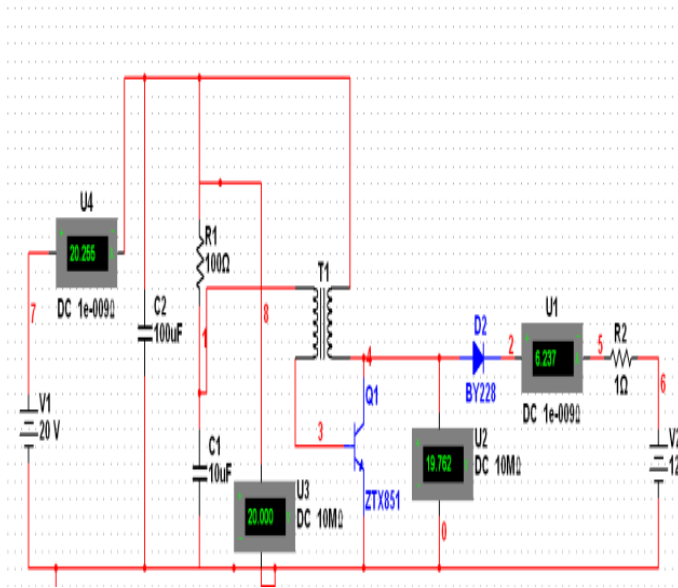 U4
20.255
DC 1e-009Ω
7
V1
20 V
C2
100uF
R1
100Ω
1
8
C1
10uF
U3
20.000
DC 10MΩ
T1
3
4
Q1
ZTX851
D2
BY228
2
U1
6.237
DC 1e-009Ω
5
R2
1Ω
6
U2
19.762
DC 10MΩ
0
V2
12